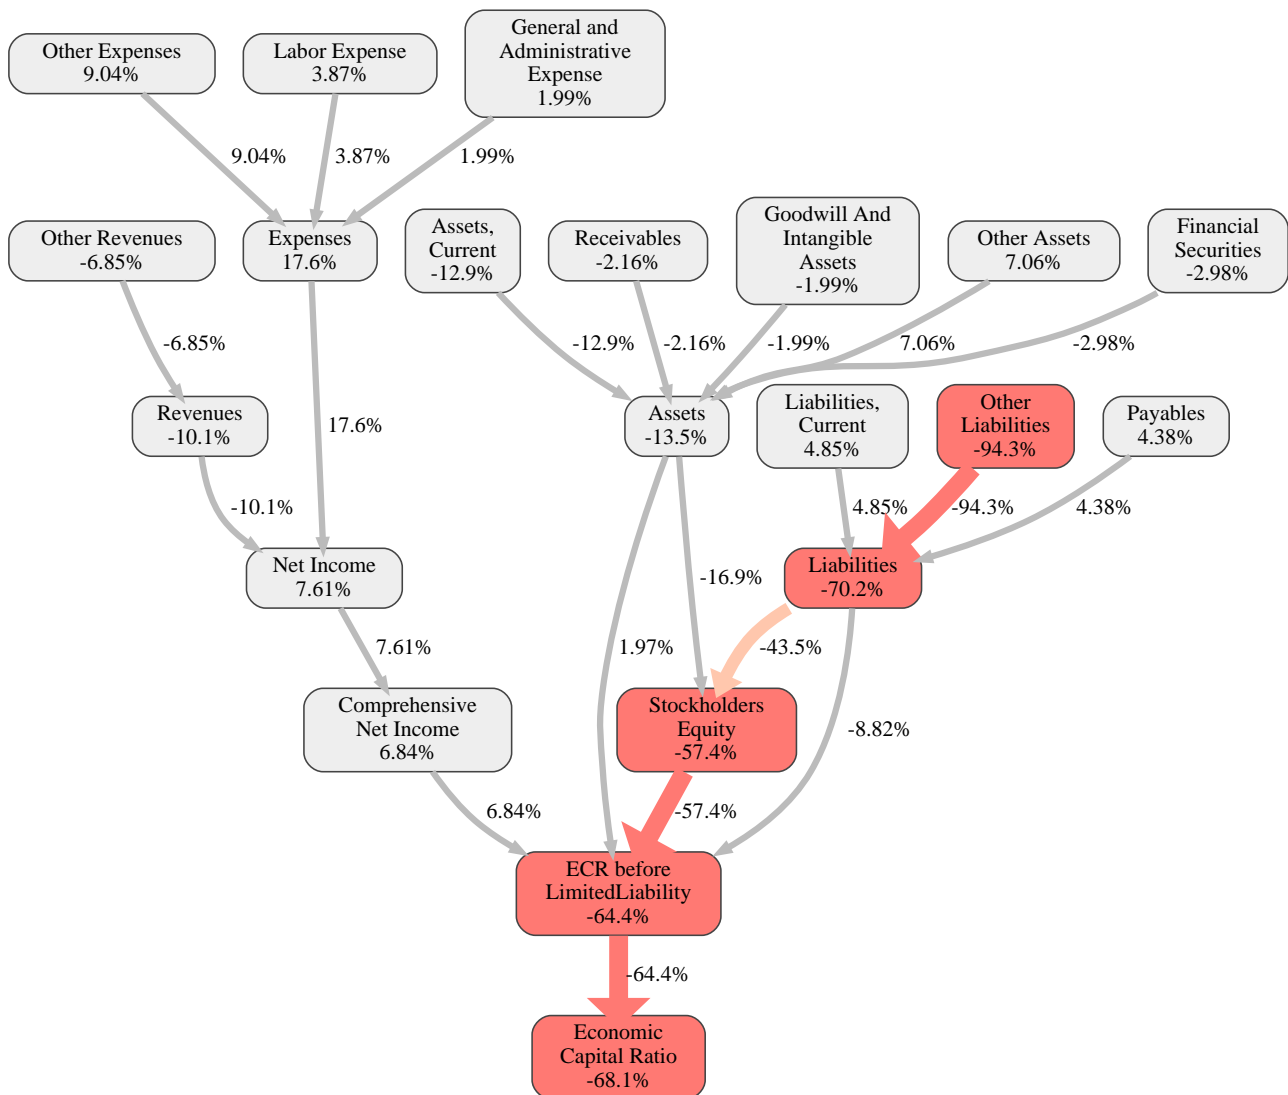 Other Expenses
9.04%
Labor Expense
3.87%
General and
Administrative
Expense
1.99%
9.04%
3.87%
1.99%
Other Revenues
-6.85%
Expenses
17.6%
Assets,
Current
-12.9%
Receivables
-2.16%
Goodwill And
Intangible
Assets
-1.99%
Other Assets
7.06%
Financial
Securities
-2.98%
-6.85%
-12.9%
-2.16%
-1.99%
7.06%
-2.98%
Revenues
-10.1%
17.6%
Assets
-13.5%
Liabilities,
Current
4.85%
Other
Liabilities
-94.3%
Payables
4.38%
-10.1%
4.85%
-94.3%
4.38%
Net Income
7.61%
-16.9%
Liabilities
-70.2%
7.61%
1.97%
-43.5%
Comprehensive
Net Income
6.84%
Stockholders
Equity
-57.4%
-8.82%
6.84%
-57.4%
ECR before
LimitedLiability
-64.4%
-64.4%
Economic
Capital Ratio
-68.1%